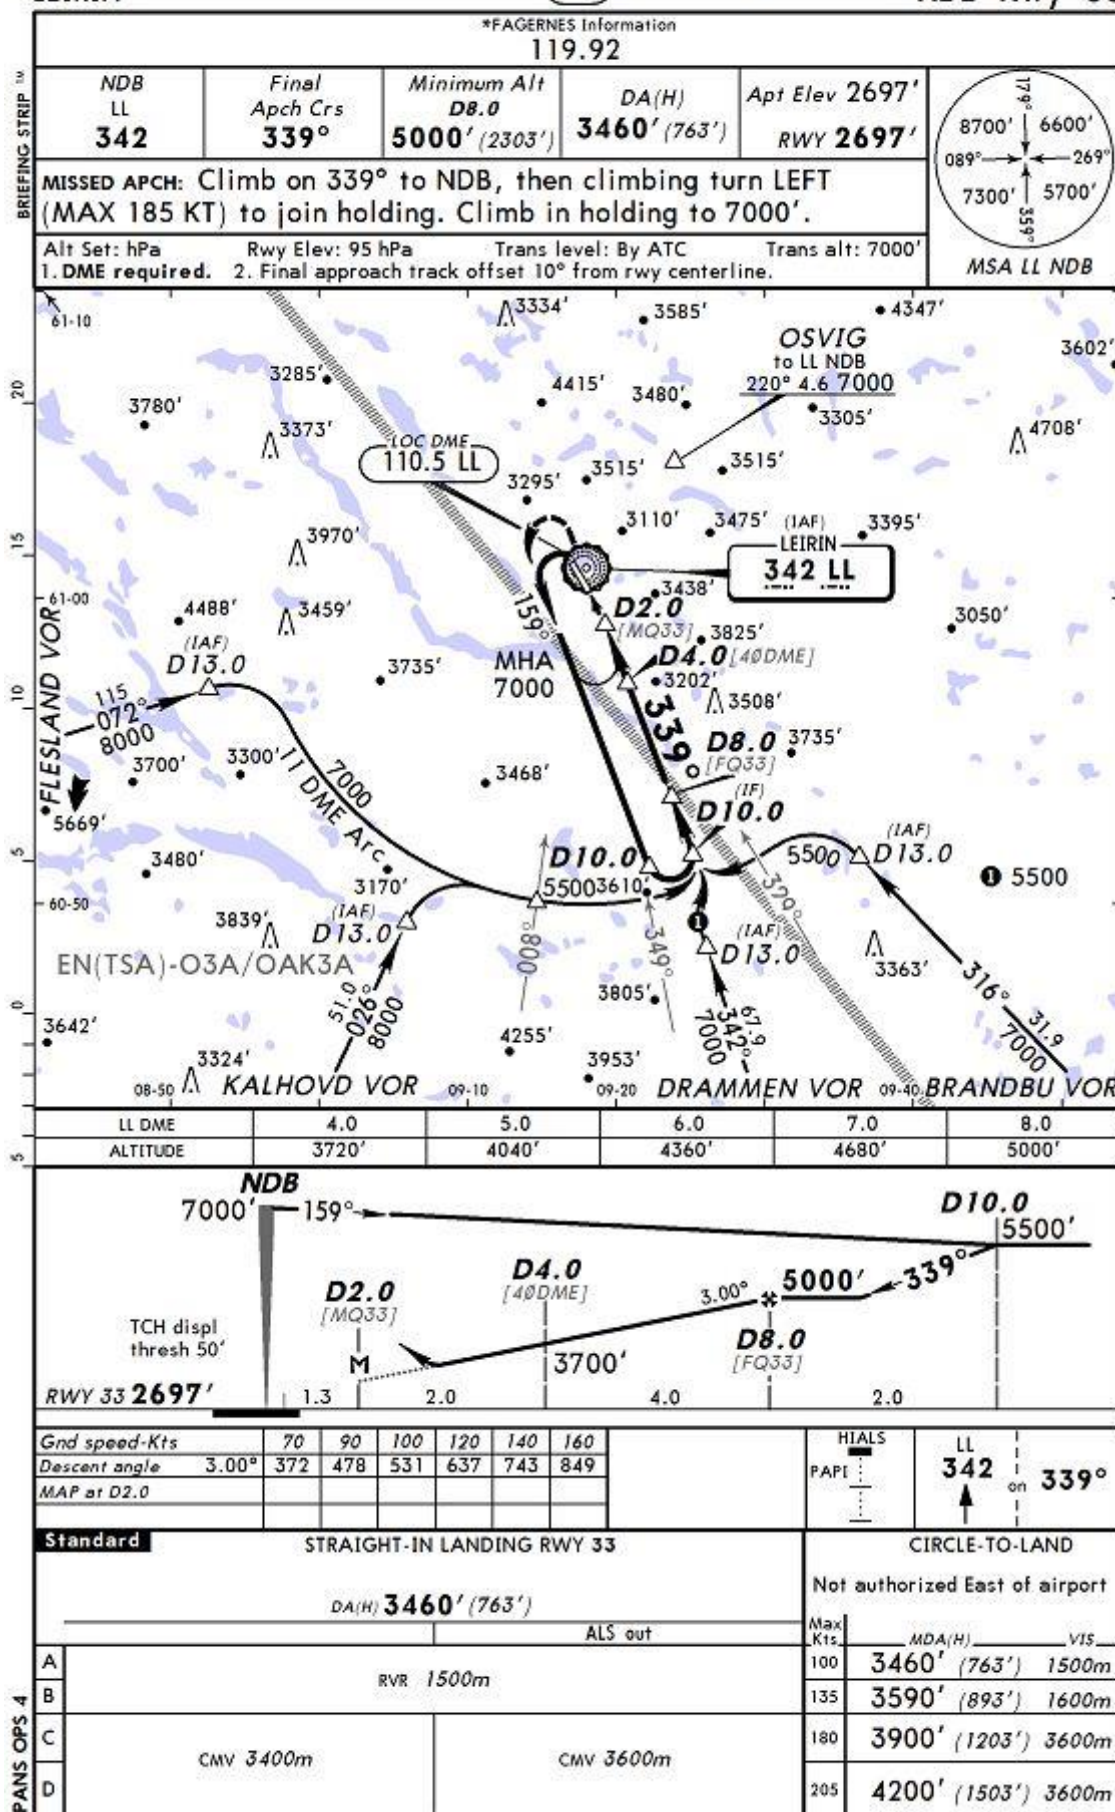 *FAGERNES Information
119.92
BRIEFING STRIP ™
NDB
LL
342
Final
Apch Crs
339°
Minimum Alt
D8.0
5000' (2303')
DA(H)
3460' (763')
Apt Elev 2697'
RWY 2697'
MISSED APCH: Climb on 339° to NDB, then climbing turn LEFT
(MAX 185 KT) to join holding. Climb in holding to 7000'.
Alt Set: hPa Rwy Elev: 95 hPa Trans level: By ATC Trans alt: 7000'
1. DME required. 2. Final approach track offset 10° from rwy centerline.
179°
8700' 6600'
089° 269°
7300' 5700'
359°
MSA LL NDB
61-10
3334'
3585'
4347'
OSVIG
to LL NDB
220° 4.6 7000
3602'
3285'
4415'
3480'
3305'
20
3780'
3373'
4708'
LOC DME
110.5 LL
3515'
3515'
3295'
3110'
3475'
3395'
(IAF)
LEIRIN
342 LL
15
3970'
61-00
3438'
4488'
3459'
D2.0
[MQ33]
3825'
3050'
159°
FLESLAND VOR
(IAF)
D13.0
3735'
MHA
7000
D4.0 [40DME]
3202'
3508'
10
115
072°
8000
339°
D8.0
[FQ33]
3735'
3700'
3300'
7000
11 DME Arc
3468'
(IF)
D10.0
5669'
3480'
5
3170'
D10.0
5500
3610'
5500
(IAF)
D13.0
1 5500
60-50
3839'
(IAF)
D13.0
008°
349°
329°
1
(IAF)
D13.0
3363'
EN(TSA)-O3A/OAK3A
3805'
316°
31.9
7000
0
3642'
51.0
026°
8000
4255'
67.9
342°
7000
3324'
3953'
08-50 KALHOVD VOR 09-10 09-20 DRAMMEN VOR 09-40 BRANDBU VOR
5
LL DME 4.0 5.0 6.0 7.0 8.0
ALTITUDE 3720' 4040' 4360' 4680' 5000'
NDB
7000' 159°
D10.0
5500'
D2.0
[MQ33]
D4.0
[40DME]
3.00° 5000' 339°
D8.0
[FQ33]
TCH displ
thresh 50'
M
3700'
RWY 33 2697' 1.3 2.0 4.0 2.0
Gnd speed-Kts 70 90 100 120 140 160
Descent angle 3.00° 372 478 531 637 743 849
MAP at D2.0
HIALS
PAPI
LL
342 on 339°
Standard STRAIGHT-IN LANDING RWY 33
DA(H) 3460' (763')
ALS out
A
B
RVR 1500m
C
D
CMV 3400m CMV 3600m
CIRCLE-TO-LAND
Not authorized East of airport
Max
Kts MDA(H) VIS
100 3460' (763') 1500m
135 3590' (893') 1600m
180 3900' (1203') 3600m
205 4200' (1503') 3600m
PANS OPS 4